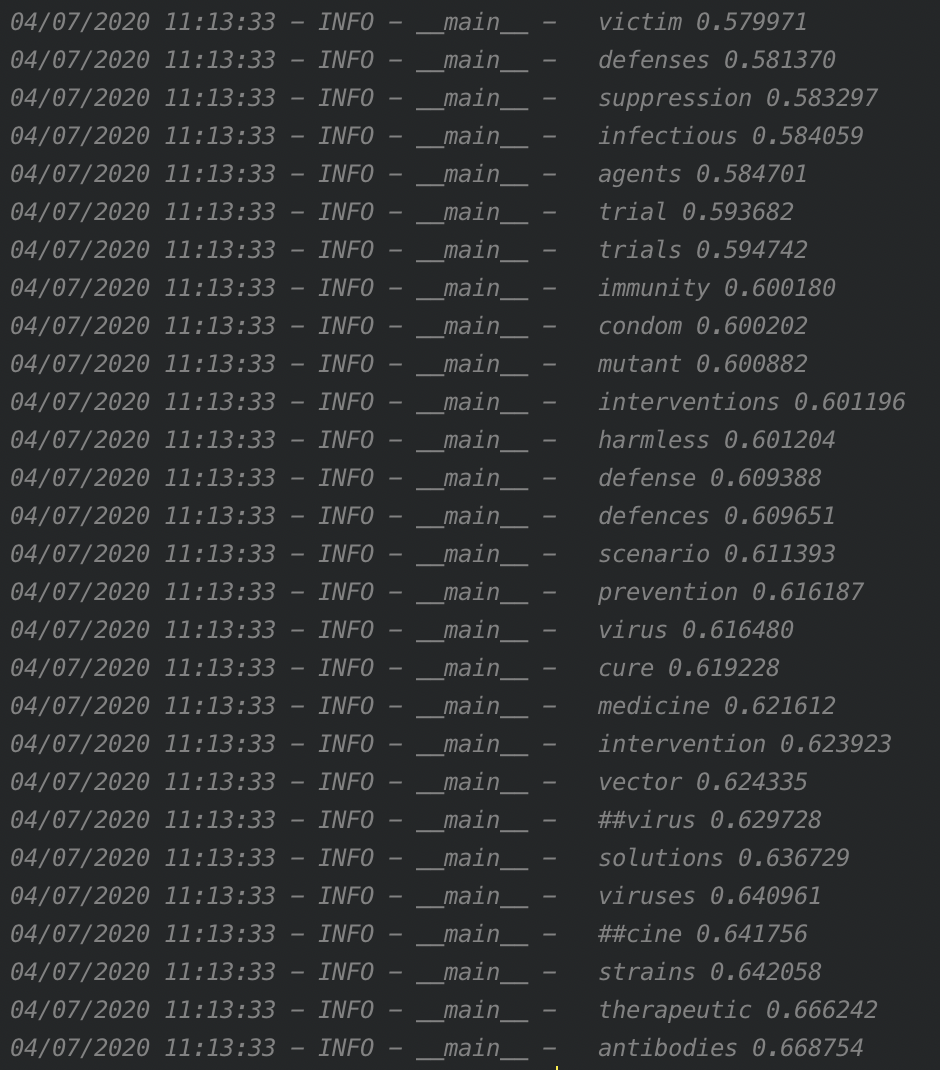 04/07/2020 11:13:33 - INFO - __main__ -   victim 0.579971
04/07/2020 11:13:33 - INFO - __main__ -   defenses 0.581370
04/07/2020 11:13:33 - INFO - __main__ -   suppression 0.583297
04/07/2020 11:13:33 - INFO - __main__ -   infectious 0.584059
04/07/2020 11:13:33 - INFO - __main__ -   agents 0.584701
04/07/2020 11:13:33 - INFO - __main__ -   trial 0.593682
04/07/2020 11:13:33 - INFO - __main__ -   trials 0.594742
04/07/2020 11:13:33 - INFO - __main__ -   immunity 0.600180
04/07/2020 11:13:33 - INFO - __main__ -   condom 0.600202
04/07/2020 11:13:33 - INFO - __main__ -   mutant 0.600882
04/07/2020 11:13:33 - INFO - __main__ -   interventions 0.601196
04/07/2020 11:13:33 - INFO - __main__ -   harmless 0.601204
04/07/2020 11:13:33 - INFO - __main__ -   defense 0.609388
04/07/2020 11:13:33 - INFO - __main__ -   defences 0.609651
04/07/2020 11:13:33 - INFO - __main__ -   scenario 0.611393
04/07/2020 11:13:33 - INFO - __main__ -   prevention 0.616187
04/07/2020 11:13:33 - INFO - __main__ -   virus 0.616480
04/07/2020 11:13:33 - INFO - __main__ -   cure 0.619228
04/07/2020 11:13:33 - INFO - __main__ -   medicine 0.621612
04/07/2020 11:13:33 - INFO - __main__ -   intervention 0.623923
04/07/2020 11:13:33 - INFO - __main__ -   vector 0.624335
04/07/2020 11:13:33 - INFO - __main__ -   ##virus 0.629728
04/07/2020 11:13:33 - INFO - __main__ -   solutions 0.636729
04/07/2020 11:13:33 - INFO - __main__ -   viruses 0.640961
04/07/2020 11:13:33 - INFO - __main__ -   ##cine 0.641756
04/07/2020 11:13:33 - INFO - __main__ -   strains 0.642058
04/07/2020 11:13:33 - INFO - __main__ -   therapeutic 0.666242
04/07/2020 11:13:33 - INFO - __main__ -   antibodies 0.668754